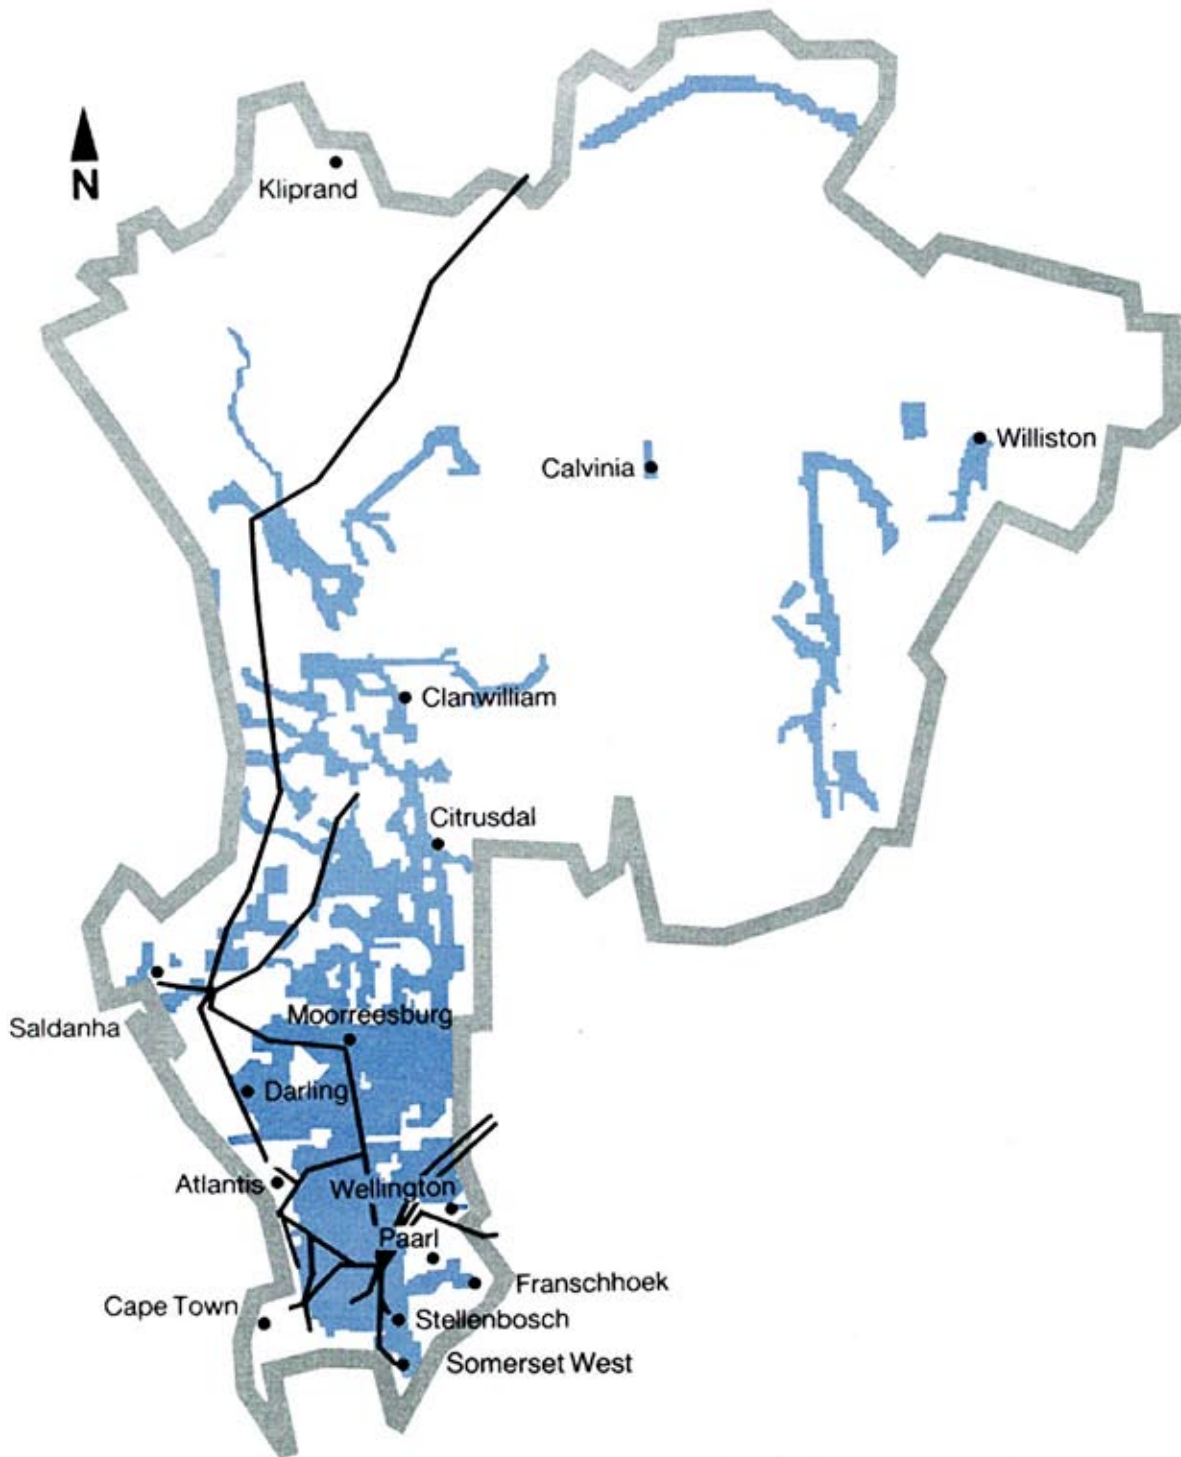 N
Kliprand
Williston
Calvinia
Clanwilliam
Citrusdal
Moorreesburg
Saldanha
Darling
Atlantis
Wellington
Paarl
Franschhoek
Cape Town
Stellenbosch
Somerset West